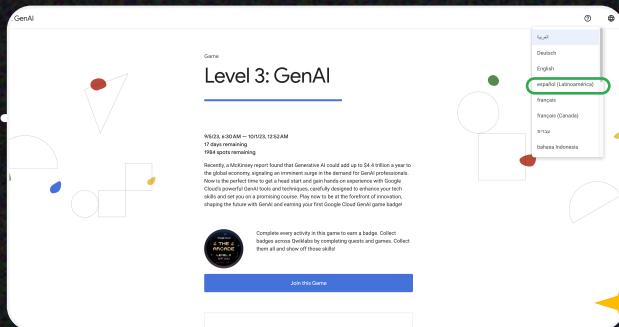 GenAI
Game
Level 3: GenAI
9/5/23, 6:30 AM — 10/1/23, 12:52 AM
17 days remaining
1984 spots remaining
Recently, a McKinsey report found that Generative AI could add up to $4.4 trillion a year to
the global economy, signaling an imminent surge in the demand for GenAI professionals.
Now is the perfect time to get a head start and gain hands on experience with Google
Cloud's powerful GenAI tools and techniques, carefully designed to enhance your tech
skills and set you on a promising course. Play now to be at the forefront of innovation,
shaping the future with GenAI and earning your first Google Cloud GenAI game badge!
THE
ARCADE
LEVEL 3
Complete every activity in this game to earn a badge. Collect
badges across Qwiklabs by completing quests and games. Collect
them all and show off those skills!
Join this Game
العربية
Deutsch
English
español (Latinoamérica)
français
français (Canada)
עברית
bahasa Indonesia